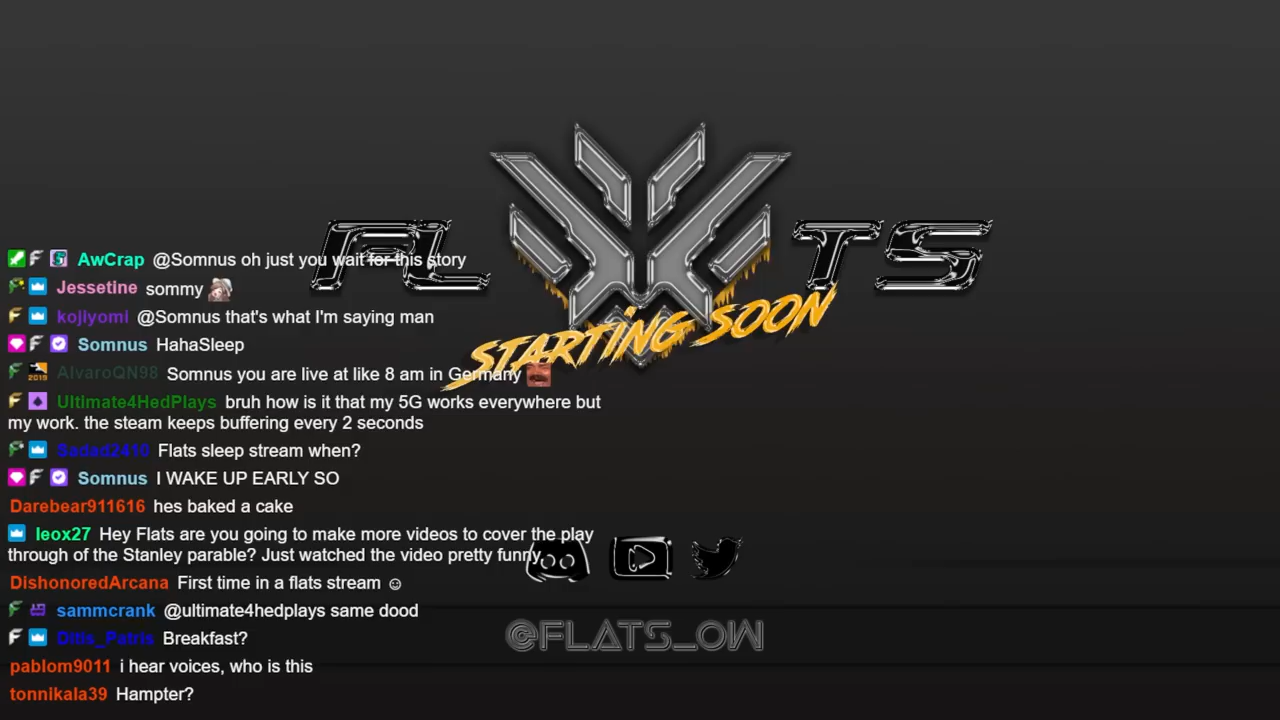 FL TS
STARTING SOON
AwCrap @Somnus oh just you wait for this story
Jessetine sommy
kojiyomi @Somnus that's what I'm saying man
Somnus HahaSleep
2019 AlvaroQN98 Somnus you are live at like 8 am in Germany
Ultimate4HedPlays bruh how is it that my 5G works everywhere but
my work. the steam keeps buffering every 2 seconds
Sadad2410 Flats sleep stream when?
Somnus I WAKE UP EARLY SO
Darebear911616 hes baked a cake
leox27 Hey Flats are you going to make more videos to cover the play
through of the Stanley parable? Just watched the video pretty funny.
DishonoredArcana First time in a flats stream ☺
sammcrank @ultimate4hedplays same dood
Ditis_Patris Breakfast?
pablom9011 i hear voices, who is this
tonnikala39 Hampter?
@FLATS_OW